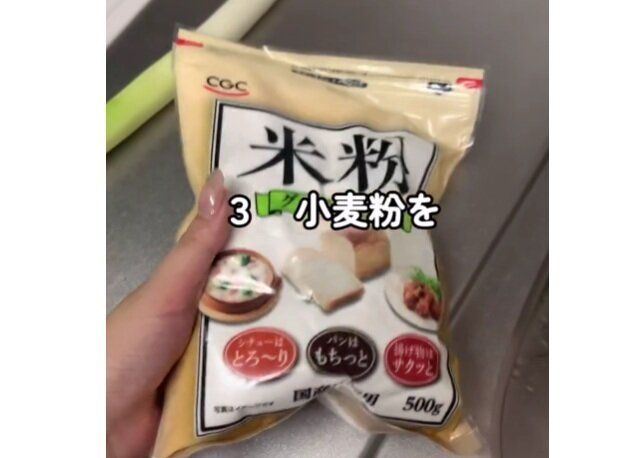 CGC
米粉
3 小麦粉を
シチューは
とろ〜り
パンは
もちっと
揚げ物は
サクッと
500g